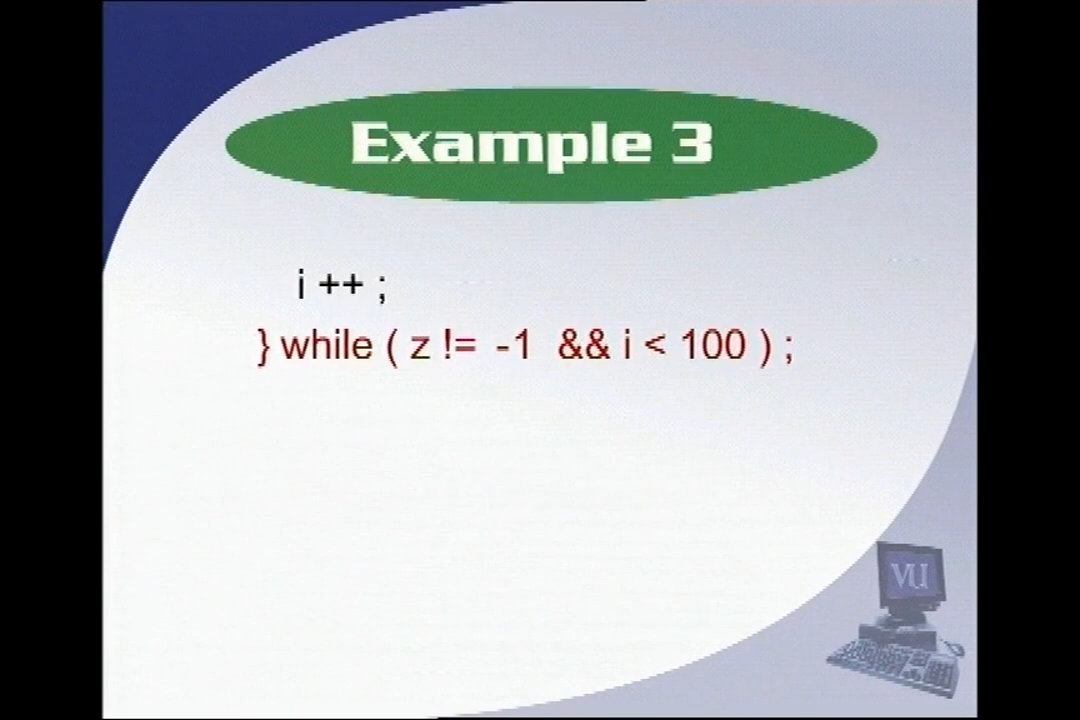 Example 3
i ++ ;
} while ( z != -1 && i < 100 ) ;
VU